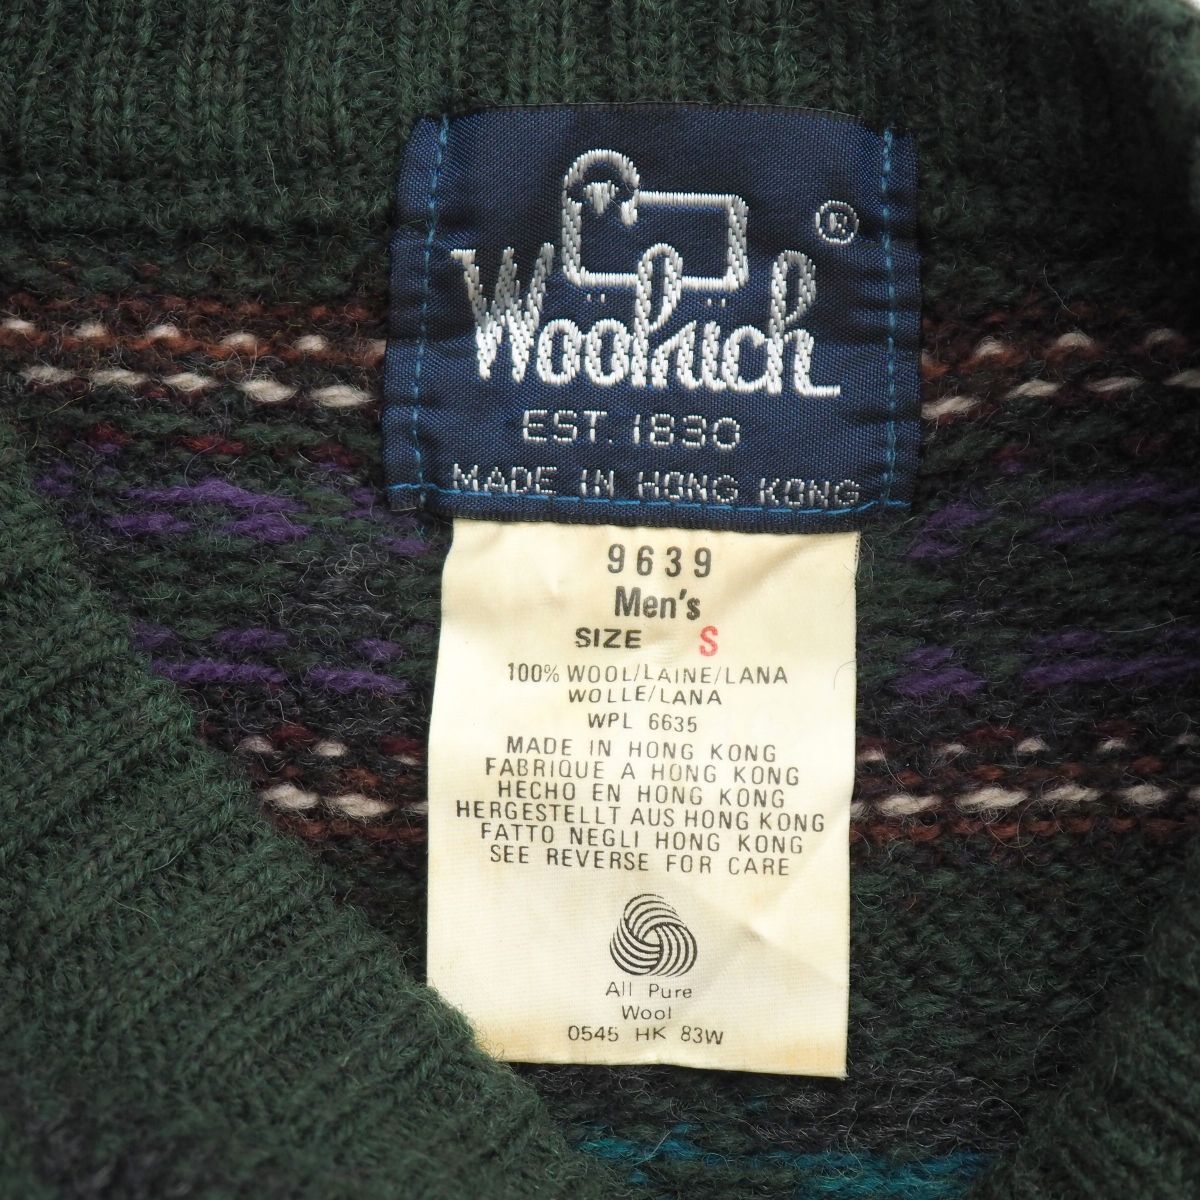 Woolrich ®
EST. 1830
MADE IN HONG KONG
9639
Men's
SIZE S
100% WOOL/LAINE/LANA
WOLLE/LANA
WPL 6635
MADE IN HONG KONG
FABRIQUE A HONG KONG
HECHO EN HONG KONG
HERGESTELLT AUS HONG KONG
FATTO NEGLI HONG KONG
SEE REVERSE FOR CARE
All Pure
Wool
0545 HK 83W